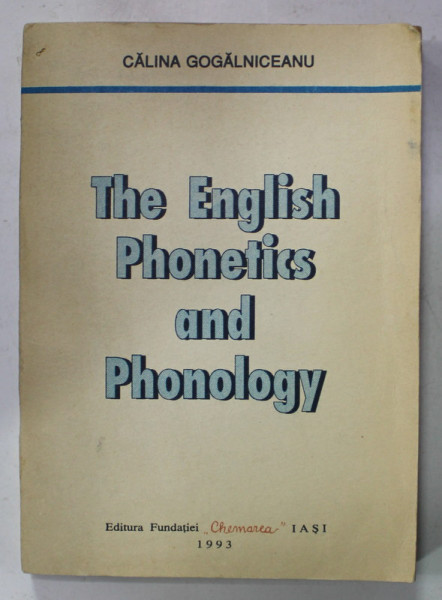 CĂLINA GOGĂLNICEANU
The English
Phonetics
and
Phonology
Editura Fundației „Chemarea" IAȘI
1993